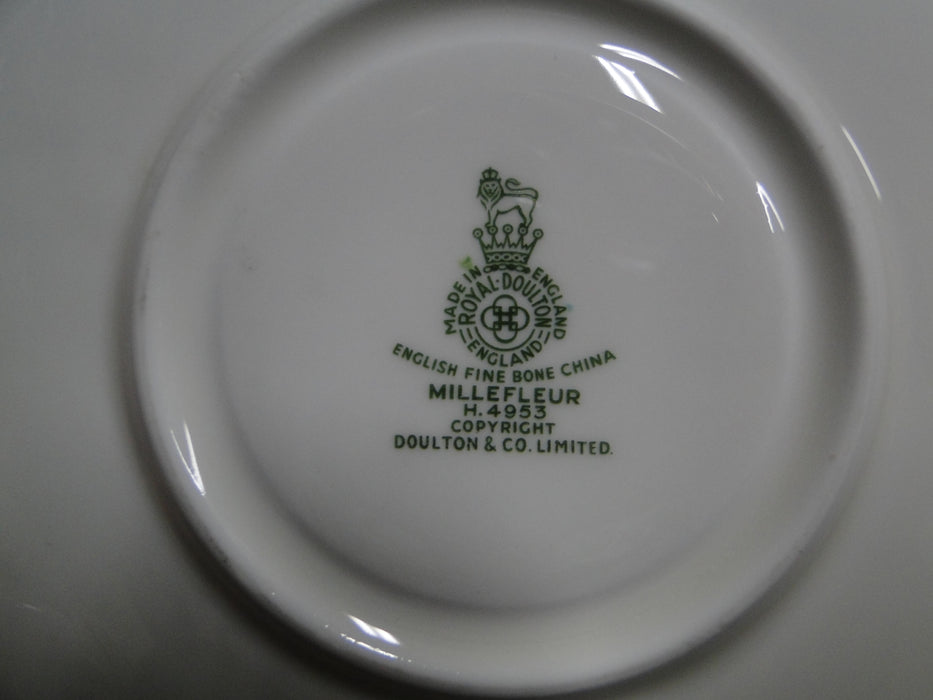 MADE IN ENGLAND
ROYAL·DOULTON
ENGLAND
ENGLISH FINE BONE CHINA
MILLEFLEUR
H.4953
COPYRIGHT
DOULTON & CO. LIMITED.